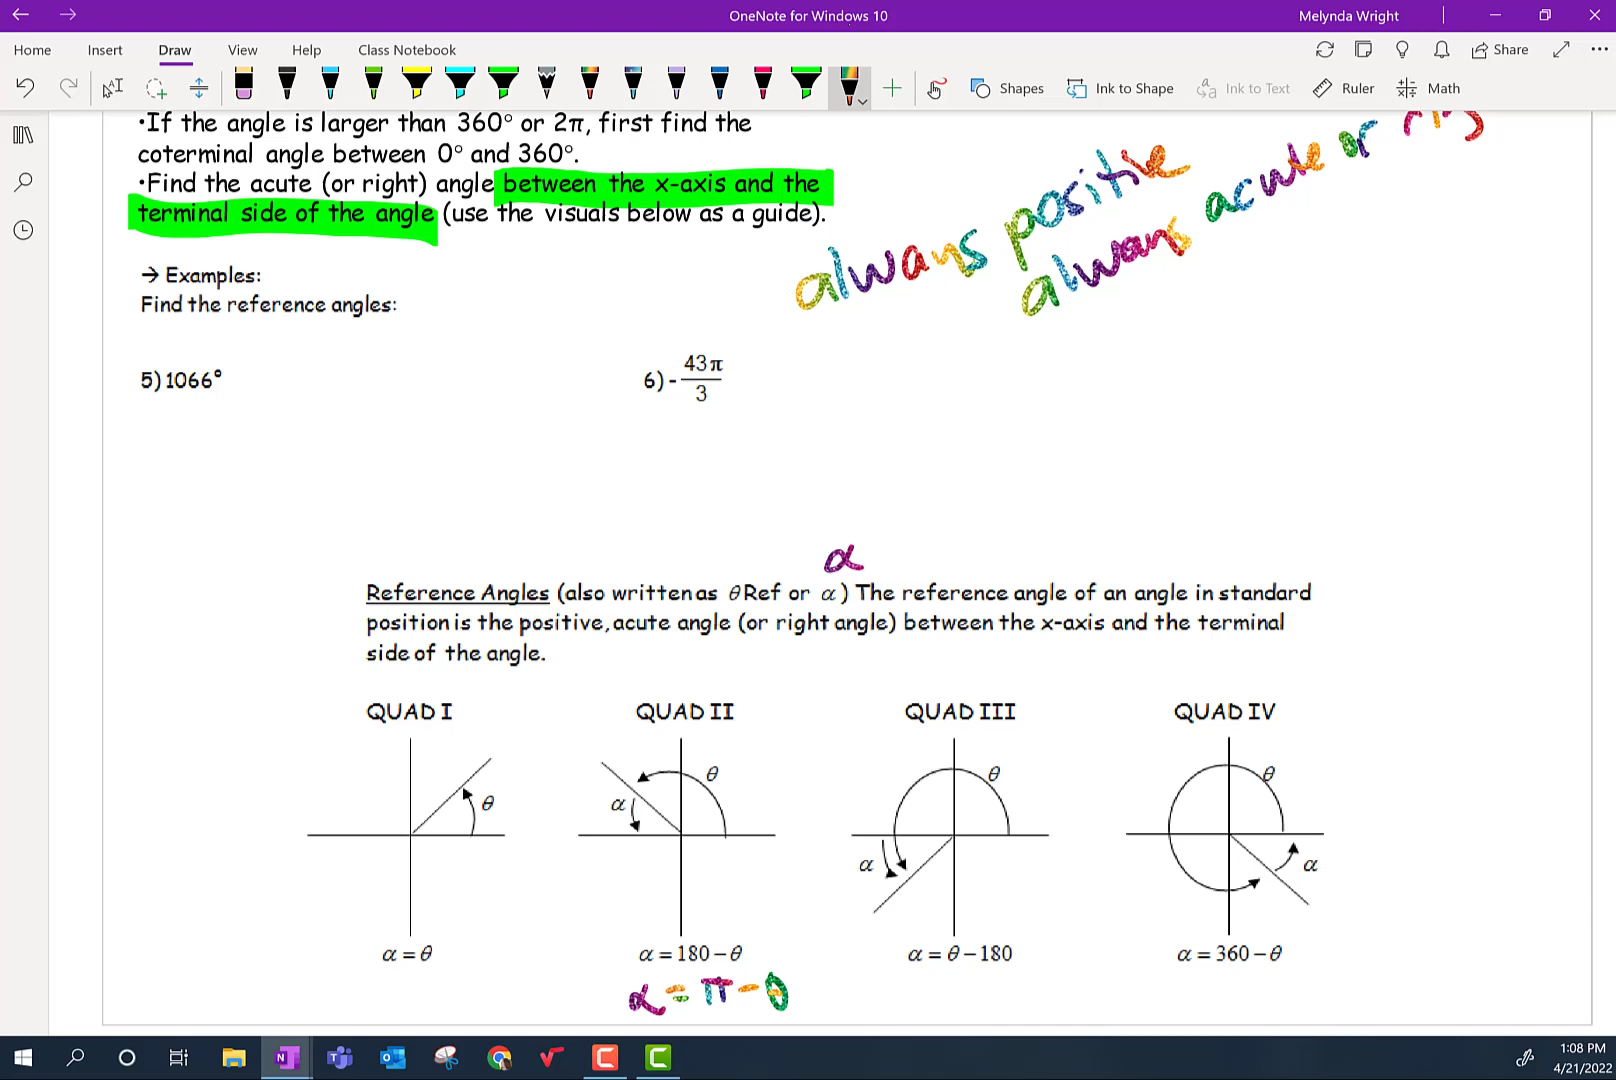 OneNote for Windows 10
Melynda Wright
Home Insert Draw View Help Class Notebook
Share
Shapes Ink to Shape Ink to Text Ruler Math
•If the angle is larger than 360° or 2π, first find the
coterminal angle between 0° and 360°.
•Find the acute (or right) angle between the x-axis and the
terminal side of the angle (use the visuals below as a guide).
always positive
always acute or
→ Examples:
Find the reference angles:
5) 1066°
6) - 43π
3
α
Reference Angles (also written as θ Ref or α) The reference angle of an angle in standard
position is the positive, acute angle (or right angle) between the x-axis and the terminal
side of the angle.
QUAD I QUAD II QUAD III QUAD IV
θ
θ
α
θ
α
θ
α
α = θ
α = 180 – θ
α = θ – 180
α = 360 – θ
α = π – θ
1:08 PM
4/21/2022